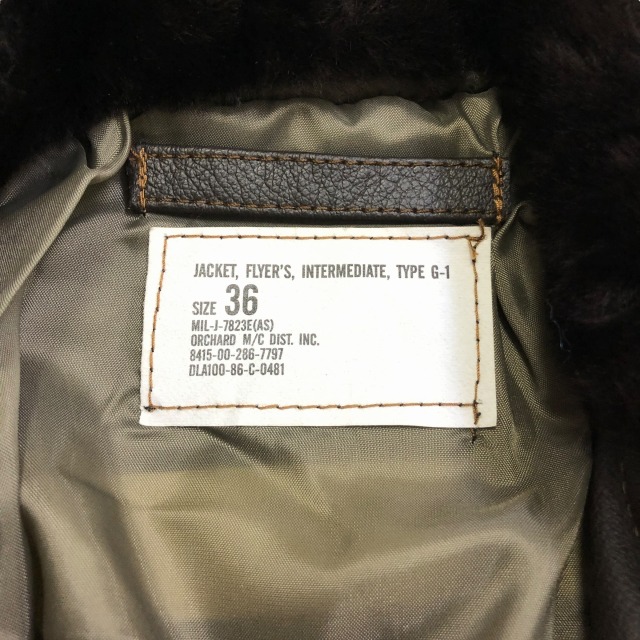 JACKET, FLYER'S, INTERMEDIATE, TYPE G-1
SIZE 36
MIL-J-7823E(AS)
ORCHARD M/C DIST. INC.
8415-00-286-7797
DLA100-86-C-0481